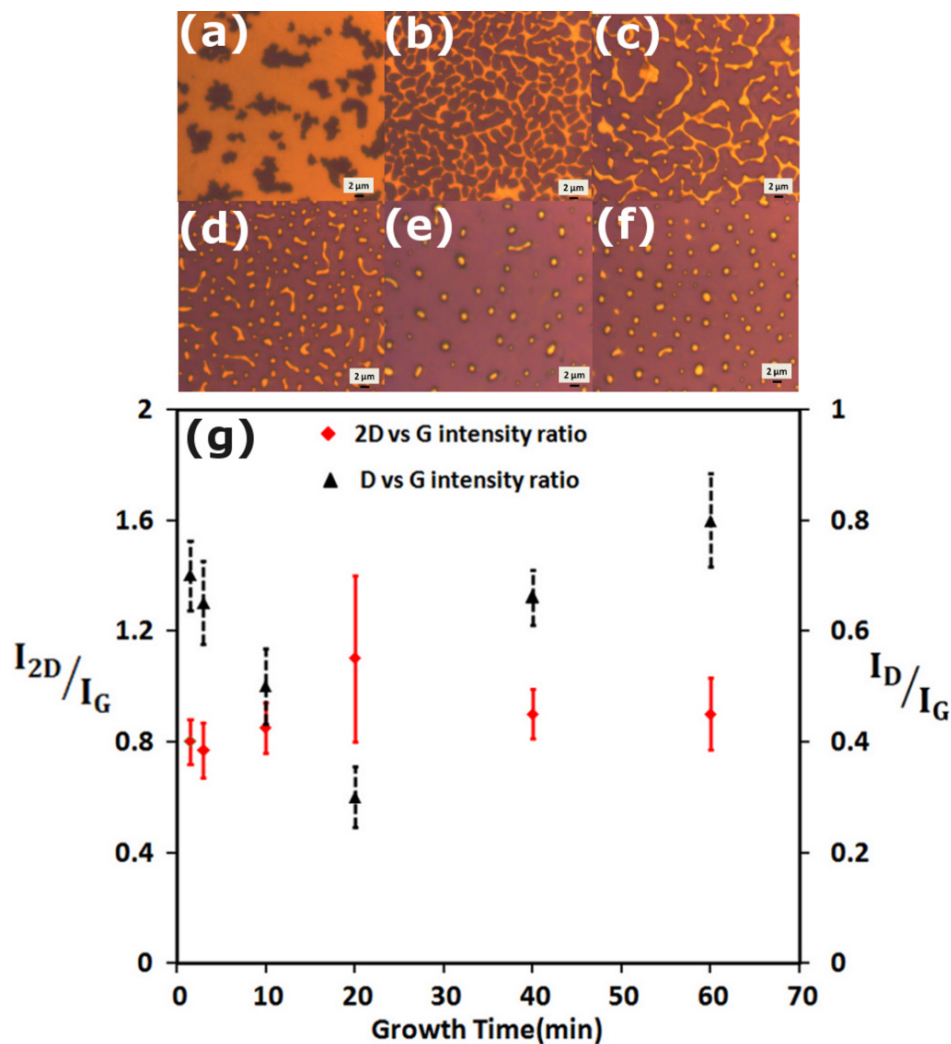 (a) (b) (c)
2 μm 2 μm 2 μm
(d) (e) (f)
2 μm 2 μm 2 μm
(g)
2D vs G intensity ratio
D vs G intensity ratio
2 1
1.6 0.8
1.2 0.6
I2D/IG ID/IG
0.8 0.4
0.4 0.2
0 0
0 10 20 30 40 50 60 70
Growth Time(min)